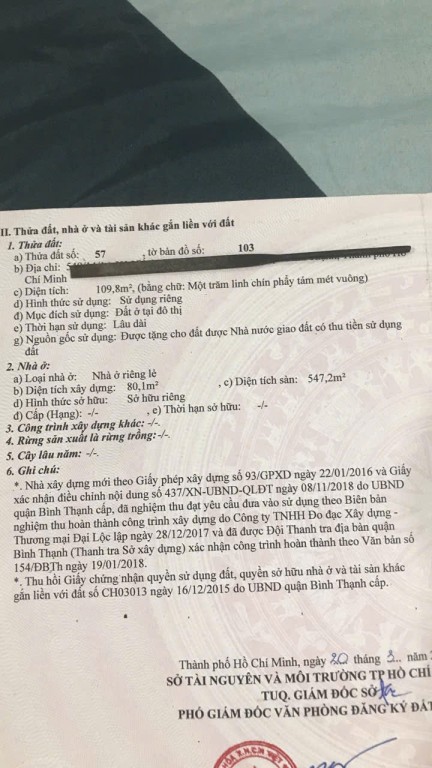 II. Thửa đất, nhà ở và tài sản khác gắn liền với đất
1. Thửa đất:
a) Thửa đất số: 57 , tờ bản đồ số: 103
b) Địa chỉ:
Chí Minh
c) Diện tích: 109,8m², (bằng chữ: Một trăm linh chín phẩy tám mét vuông)
d) Hình thức sử dụng: Sử dụng riêng
đ) Mục đích sử dụng: Đất ở tại đô thị
e) Thời hạn sử dụng: Lâu dài
g) Nguồn gốc sử dụng: Được tặng cho đất được Nhà nước giao đất có thu tiền sử dụng
đất
2. Nhà ở:
a) Loại nhà ở: Nhà ở riêng lẻ
b) Diện tích xây dựng: 80,1m² , c) Diện tích sàn: 547,2m²
d) Hình thức sở hữu: Sở hữu riêng
đ) Cấp (Hạng): -/- , e) Thời hạn sở hữu: -/-
3. Công trình xây dựng khác: -/-
4. Rừng sản xuất là rừng trồng: -/-
5. Cây lâu năm: -/-
6. Ghi chú:
*. Nhà xây dựng mới theo Giấy phép xây dựng số 93/GPXD ngày 22/01/2016 và Giấy
xác nhận điều chỉnh nội dung số 437/XN-UBND-QLĐT ngày 08/11/2018 do UBND
quận Bình Thạnh cấp, đã nghiệm thu đạt yêu cầu đưa vào sử dụng theo Biên bản
nghiệm thu hoàn thành công trình xây dựng do Công ty TNHH Đo đạc Xây dựng -
Thương mại Đại Lộc lập ngày 28/12/2017 và đã được Đội Thanh tra địa bàn quận
Bình Thạnh (Thanh tra Sở xây dựng) xác nhận công trình hoàn thành theo Văn bản số
154/ĐBTh ngày 19/01/2018.
*. Thu hồi Giấy chứng nhận quyền sử dụng đất, quyền sở hữu nhà ở và tài sản khác
gắn liền với đất số CH03013 ngày 16/12/2015 do UBND quận Bình Thạnh cấp.
Thành phố Hồ Chí Minh, ngày 20 tháng 3.. năm
SỞ TÀI NGUYÊN VÀ MÔI TRƯỜNG TP HỒ CHÍ
TUQ. GIÁM ĐỐC SỞ
PHÓ GIÁM ĐỐC VĂN PHÒNG ĐĂNG KÝ ĐẤT